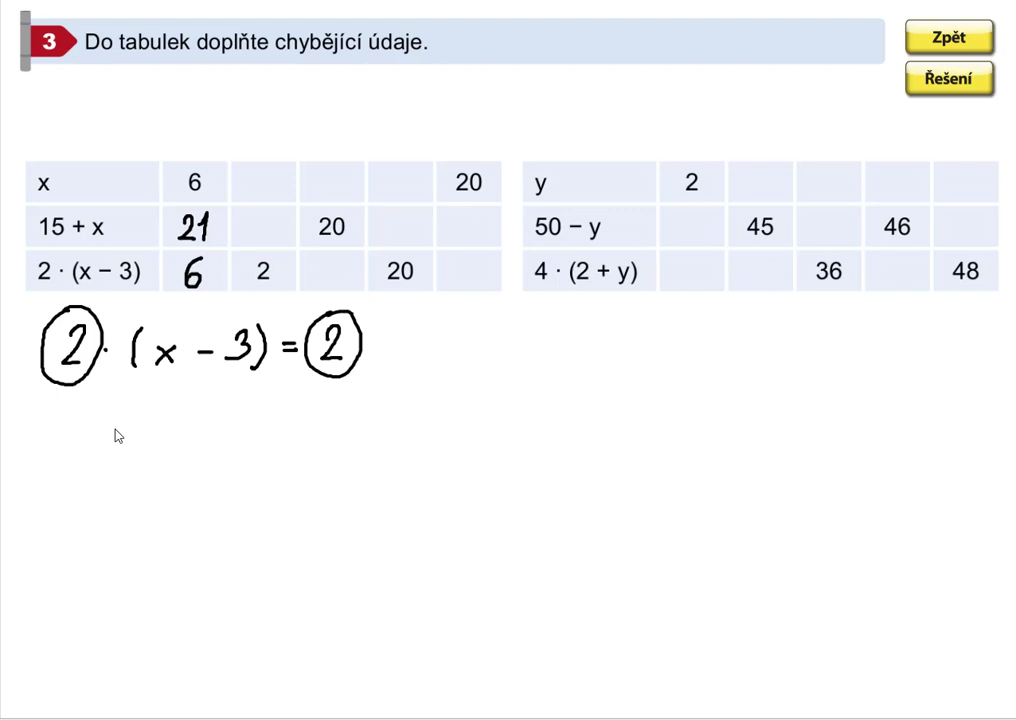 3 Do tabulek doplňte chybějící údaje.
Zpět
Řešení
x 6 20
15 + x 21 20
2 · (x − 3) 6 2 20
y 2
50 − y 45 46
4 · (2 + y) 36 48
2 · (x - 3) = 2